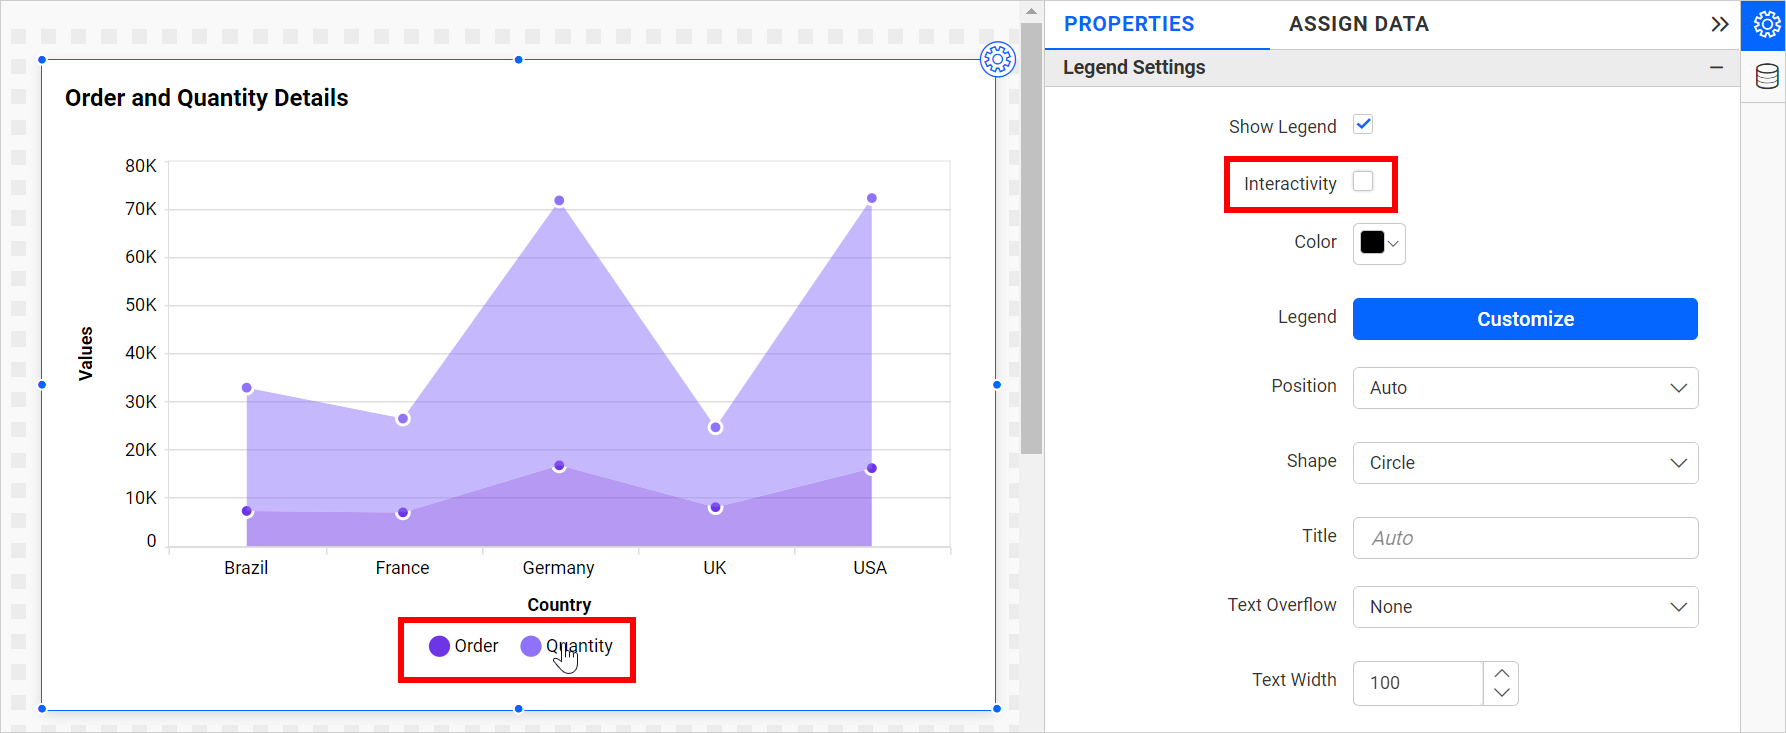 Order and Quantity Details
80K
70K
60K
50K
40K
30K
20K
10K
0
Values
Brazil France Germany UK USA
Country
Order Quantity
PROPERTIES ASSIGN DATA
Legend Settings
Show Legend
Interactivity
Color
Legend Customize
Position Auto
Shape Circle
Title Auto
Text Overflow None
Text Width 100